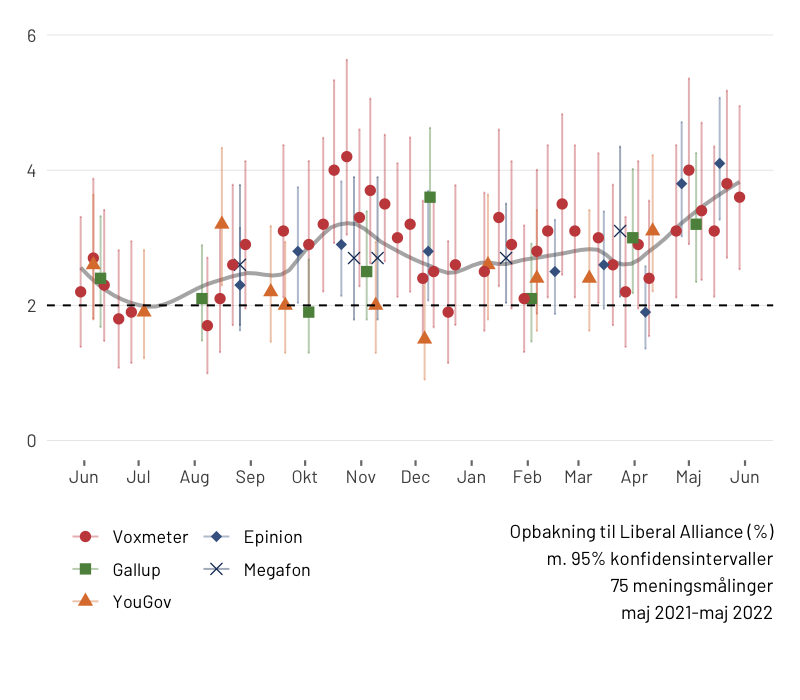 6
4
2
0
Jun Jul Aug Sep Okt Nov Dec Jan Feb Mar Apr Maj Jun
Voxmeter Epinion
Gallup Megafon
YouGov
Opbakning til Liberal Alliance (%)
m. 95% konfidensintervaller
75 meningsmålinger
maj 2021-maj 2022